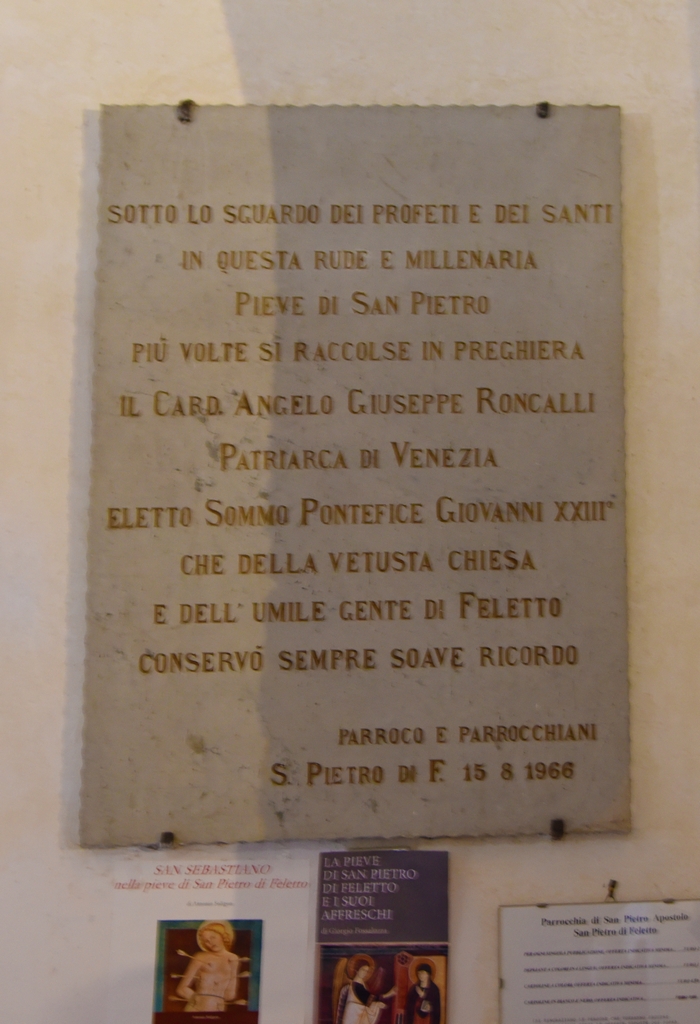 SOTTO LO SGUARDO DEI PROFETI E DEI SANTI
IN QUESTA RUDE E MILLENARIA
PIEVE DI SAN PIETRO
PIÙ VOLTE SI RACCOLSE IN PREGHIERA
IL CARD. ANGELO GIUSEPPE RONCALLI
PATRIARCA DI VENEZIA
ELETTO SOMMO PONTEFICE GIOVANNI XXIII°
CHE DELLA VETUSTA CHIESA
E DELL' UMILE GENTE DI FELETTO
CONSERVÓ SEMPRE SOAVE RICORDO
PARROCO E PARROCCHIANI
S. PIETRO DI F. 15 8 1966
SAN SEBASTIANO
nella pieve di San Pietro di Feletto
LA PIEVE
DI SAN PIETRO
DI FELETTO
E I SUOI
AFFRESCHI
Parrocchia di San Pietro Apostolo
San Pietro di Feletto